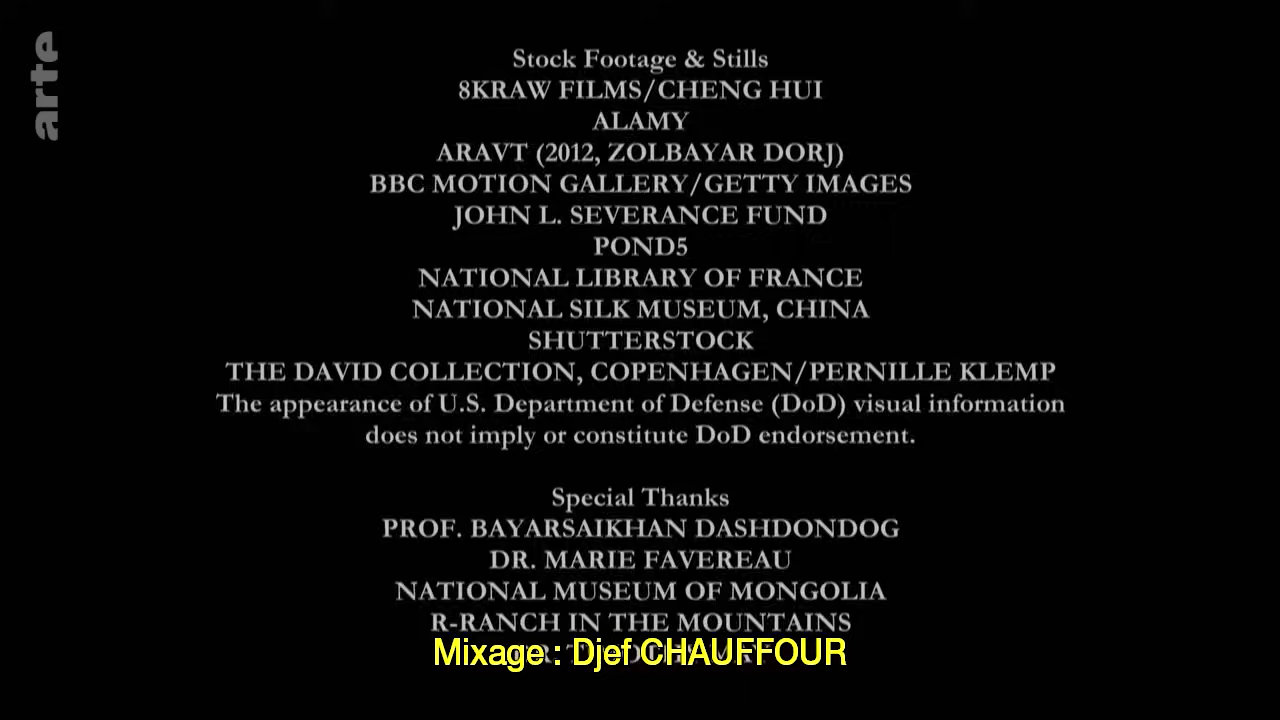 arte
Stock Footage & Stills
8KRAW FILMS/CHENG HUI
ALAMY
ARAVT (2012, ZOLBAYAR DORJ)
BBC MOTION GALLERY/GETTY IMAGES
JOHN L. SEVERANCE FUND
POND5
NATIONAL LIBRARY OF FRANCE
NATIONAL SILK MUSEUM, CHINA
SHUTTERSTOCK
THE DAVID COLLECTION, COPENHAGEN/PERNILLE KLEMP
The appearance of U.S. Department of Defense (DoD) visual information
does not imply or constitute DoD endorsement.
Special Thanks
PROF. BAYARSAIKHAN DASHDONDOG
DR. MARIE FAVEREAU
NATIONAL MUSEUM OF MONGOLIA
R-RANCH IN THE MOUNTAINS
Mixage : Djef CHAUFFOUR